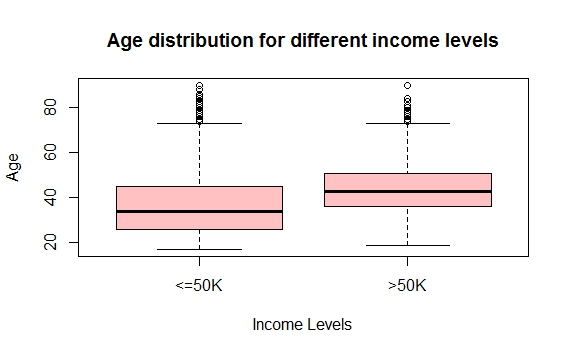 Age distribution for different income levels
80
60
40
20
Age
<=50K
>50K
Income Levels